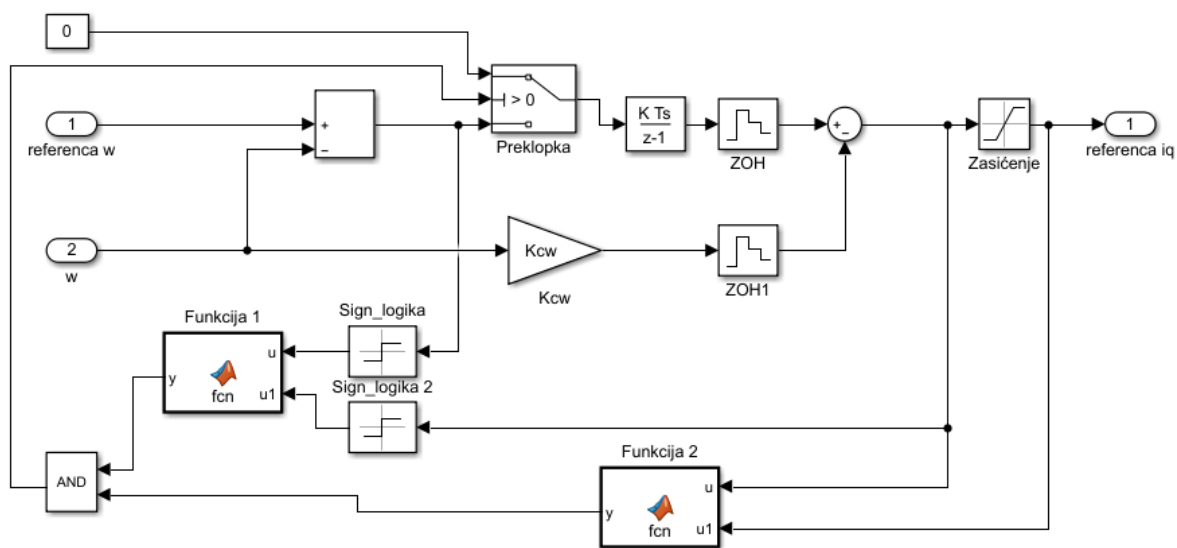 0
1
referenca w
+
−
> 0
Preklopka
K Ts
z-1
ZOH
+
−
Zasićenje
1
referenca iq
2
w
Kcw
Kcw
ZOH1
Funkcija 1
Sign_logika
u
y
fcn
u1
Sign_logika 2
AND
Funkcija 2
u
y
fcn
u1